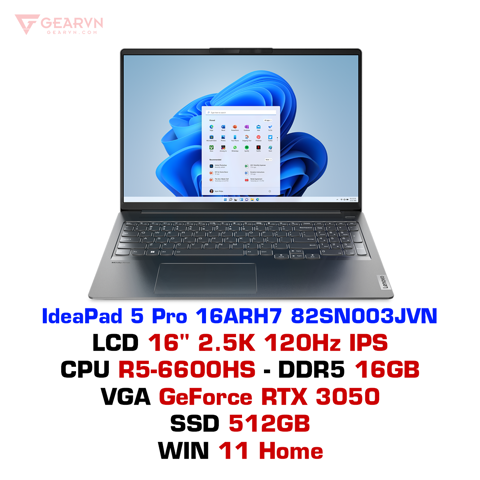 GEARVN
GEARVN.COM
IdeaPad 5 Pro 16ARH7 82SN003JVN
LCD 16" 2.5K 120Hz IPS
CPU R5-6600HS - DDR5 16GB
VGA GeForce RTX 3050
SSD 512GB
WIN 11 Home